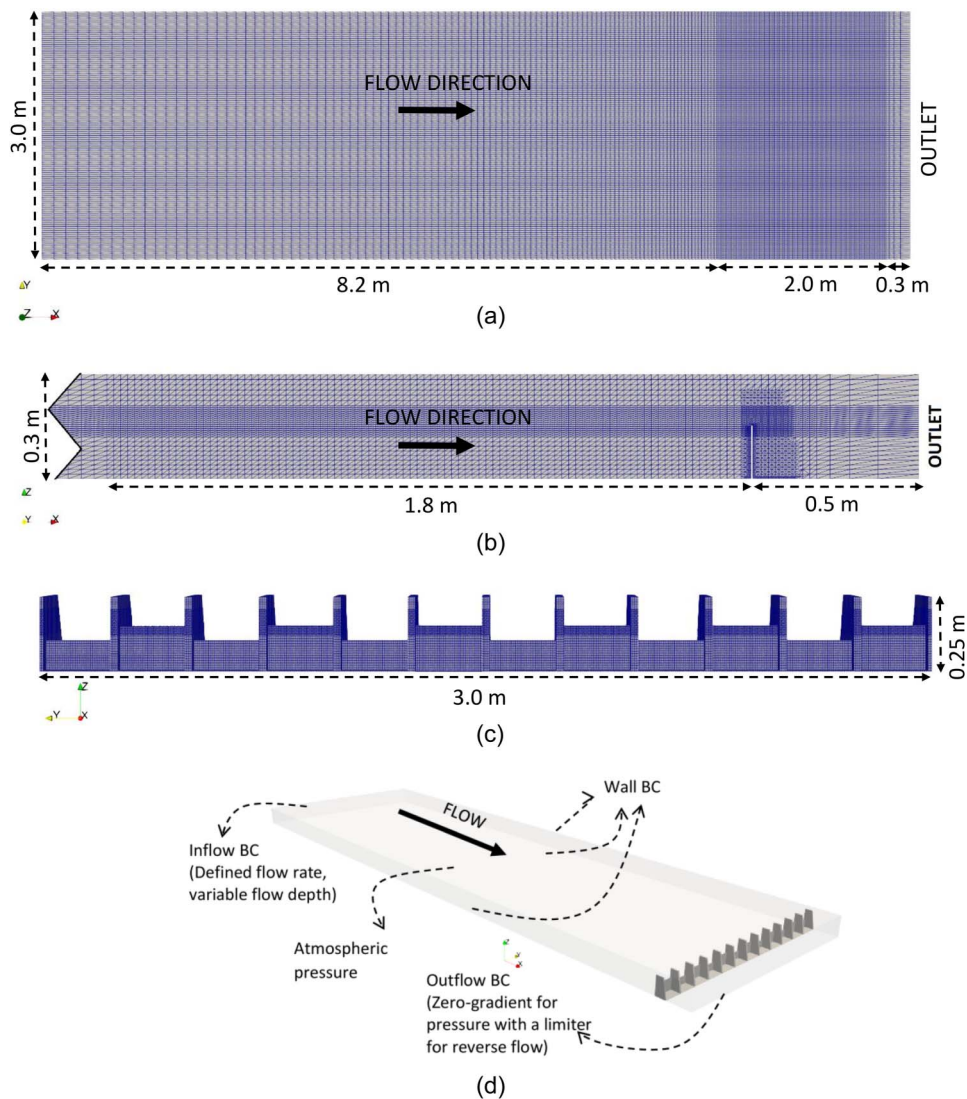 3.0 m
FLOW DIRECTION
OUTLET
8.2 m
2.0 m
0.3 m
Y
Z
X
(a)
0.3 m
FLOW DIRECTION
OUTLET
Z
Y
X
1.8 m
0.5 m
(b)
0.25 m
3.0 m
Z
Y
X
(c)
Wall BC
FLOW
Inflow BC
(Defined flow rate,
variable flow depth)
Atmospheric
pressure
Y
X
Outflow BC
(Zero-gradient for
pressure with a limiter
for reverse flow)
(d)